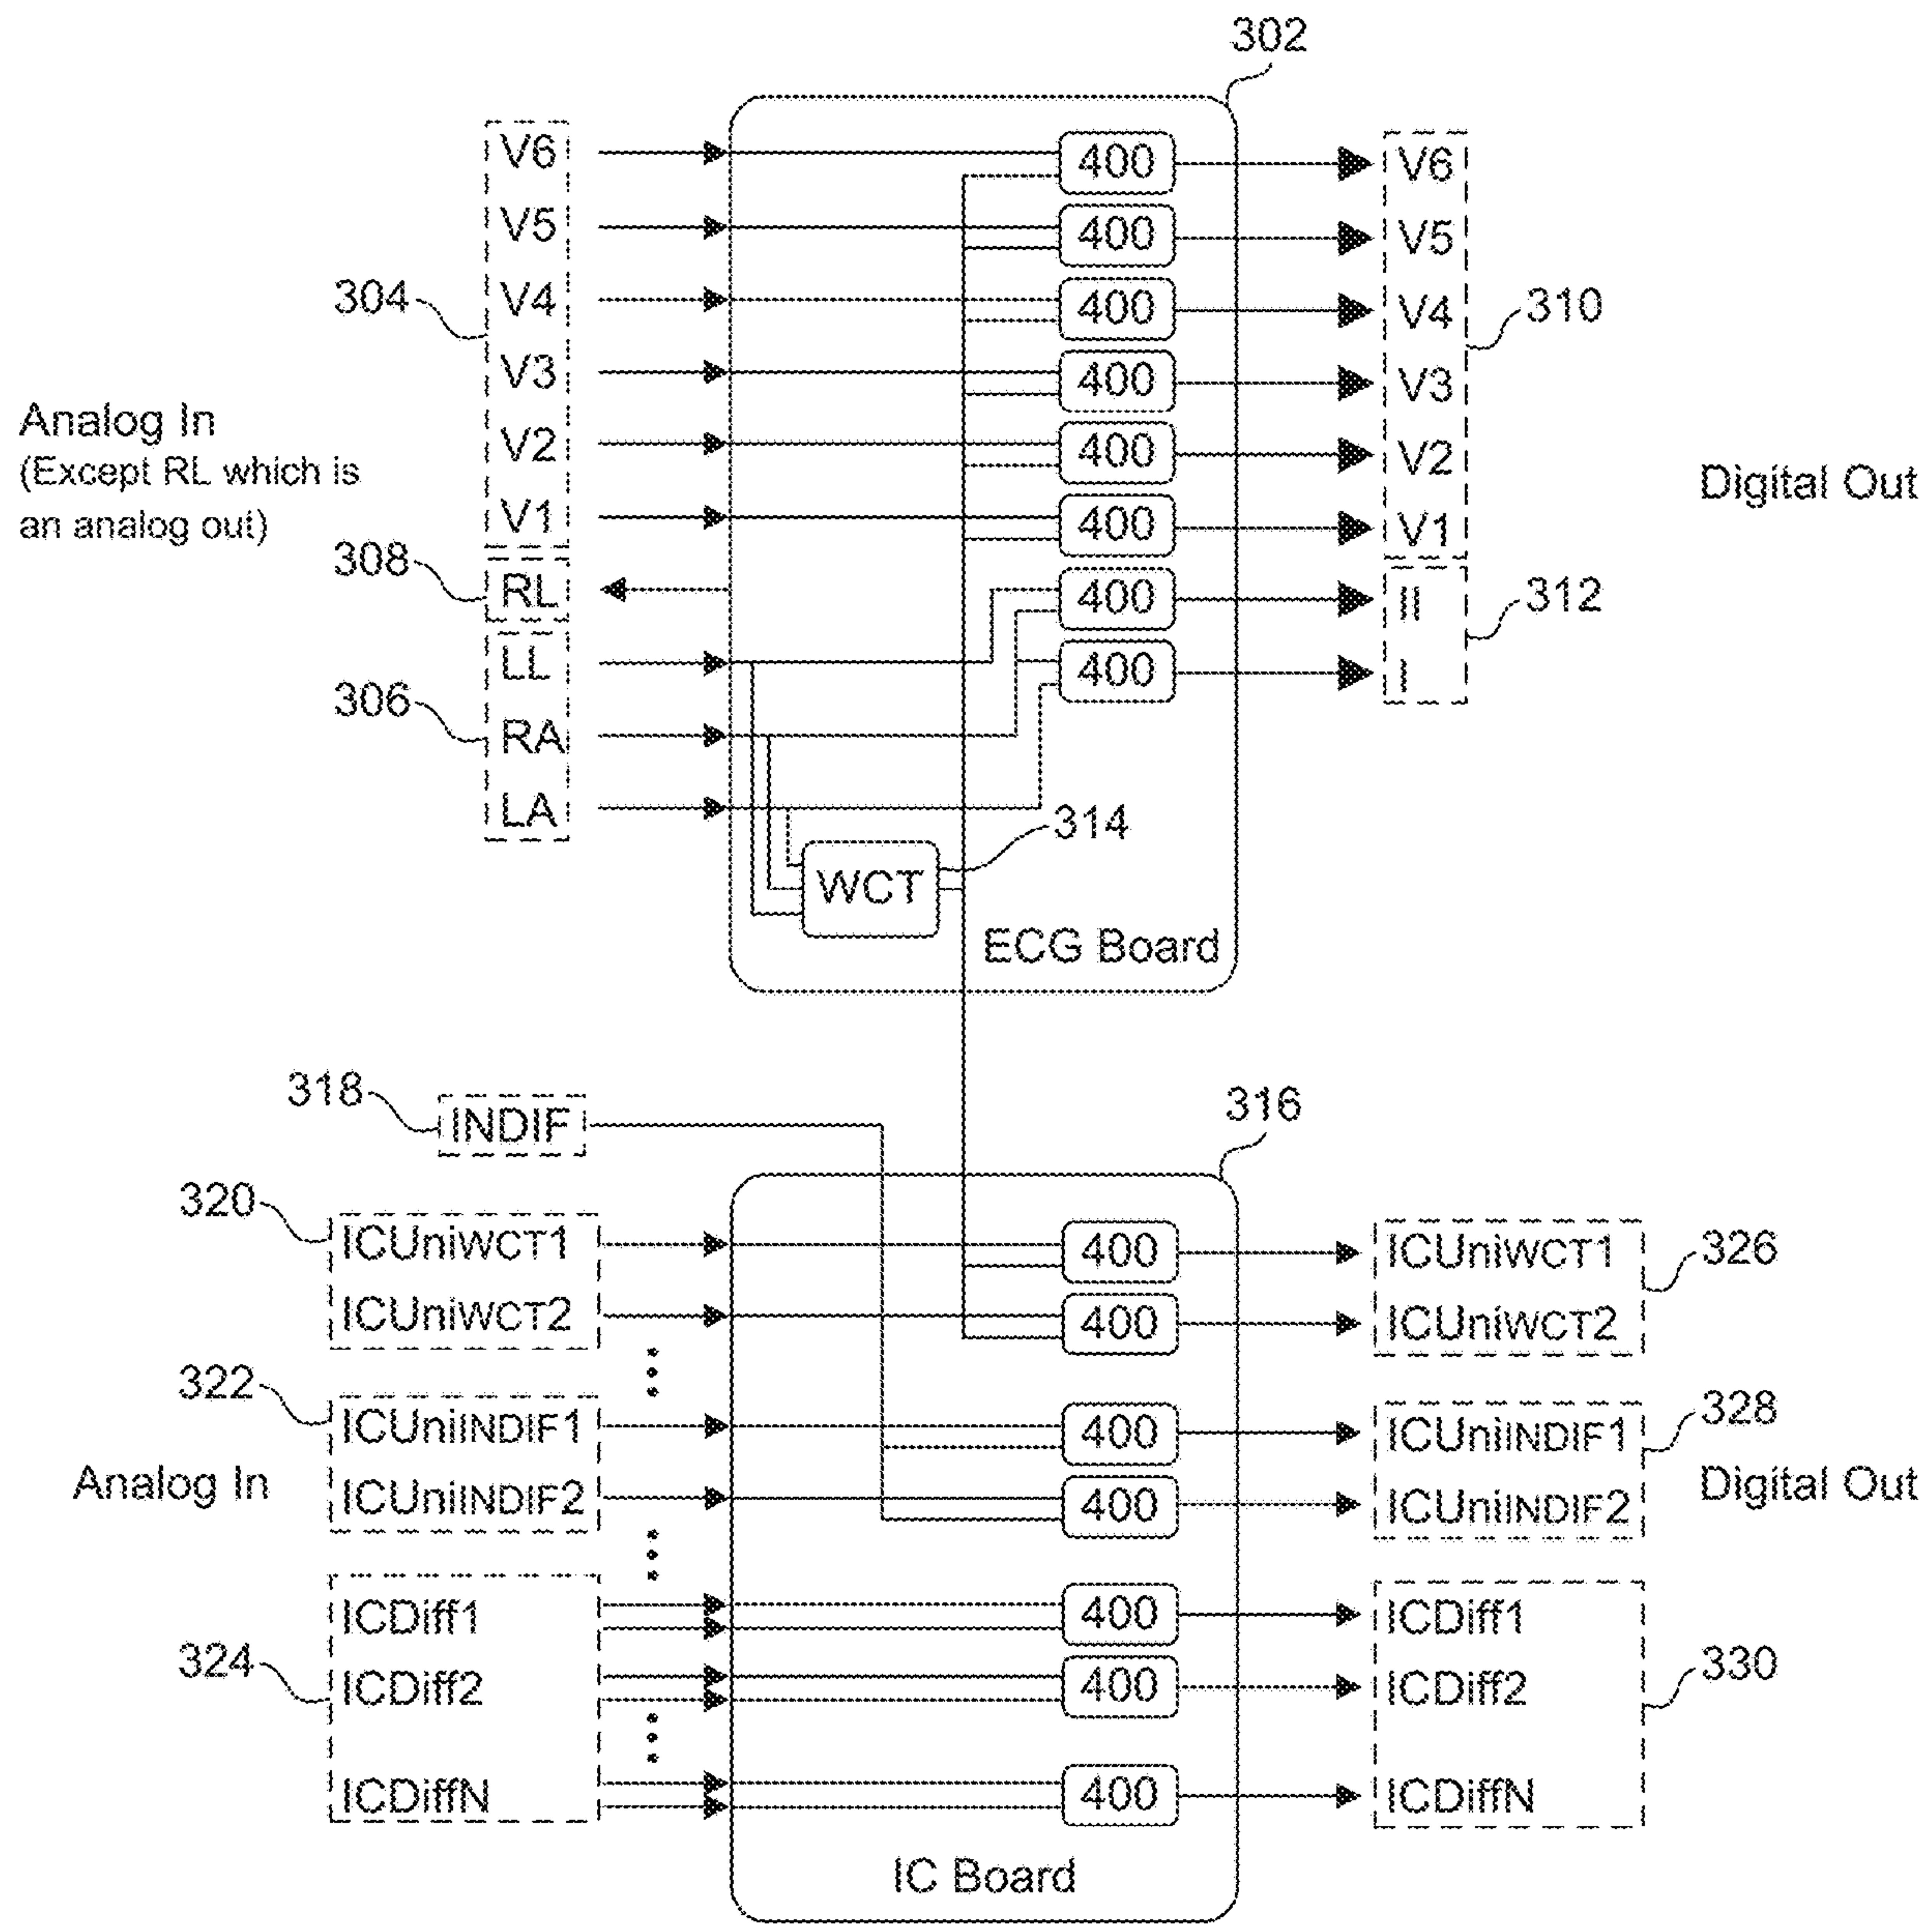 302
V6 400 V6
V5 400 V5
304 V4 400 V4 310
V3 400 V3
Analog In
(Except RL which is
an analog out)
V2 400 V2
Digital Out
V1 400 V1
308 RL 400 II 312
LL 400 I
306 RA
LA
314
WCT
ECG Board
318 INDIF
316
320 ICUniWCT1 400 ICUniWCT1 326
ICUniWCT2 400 ICUniWCT2
322 ICUniINDIF1 400 ICUniINDIF1 328
Analog In ICUniINDIF2 400 ICUniINDIF2 Digital Out
ICDiff1 400 ICDiff1
324 ICDiff2 400 ICDiff2 330
ICDiffN 400 ICDiffN
IC Board